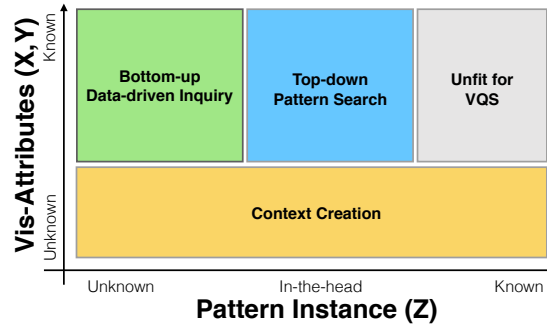 Vis-Attributes (X,Y)
Known
Unknown
Bottom-up
Data-driven Inquiry
Top-down
Pattern Search
Unfit for
VQS
Context Creation
Unknown
In-the-head
Known
Pattern Instance (Z)